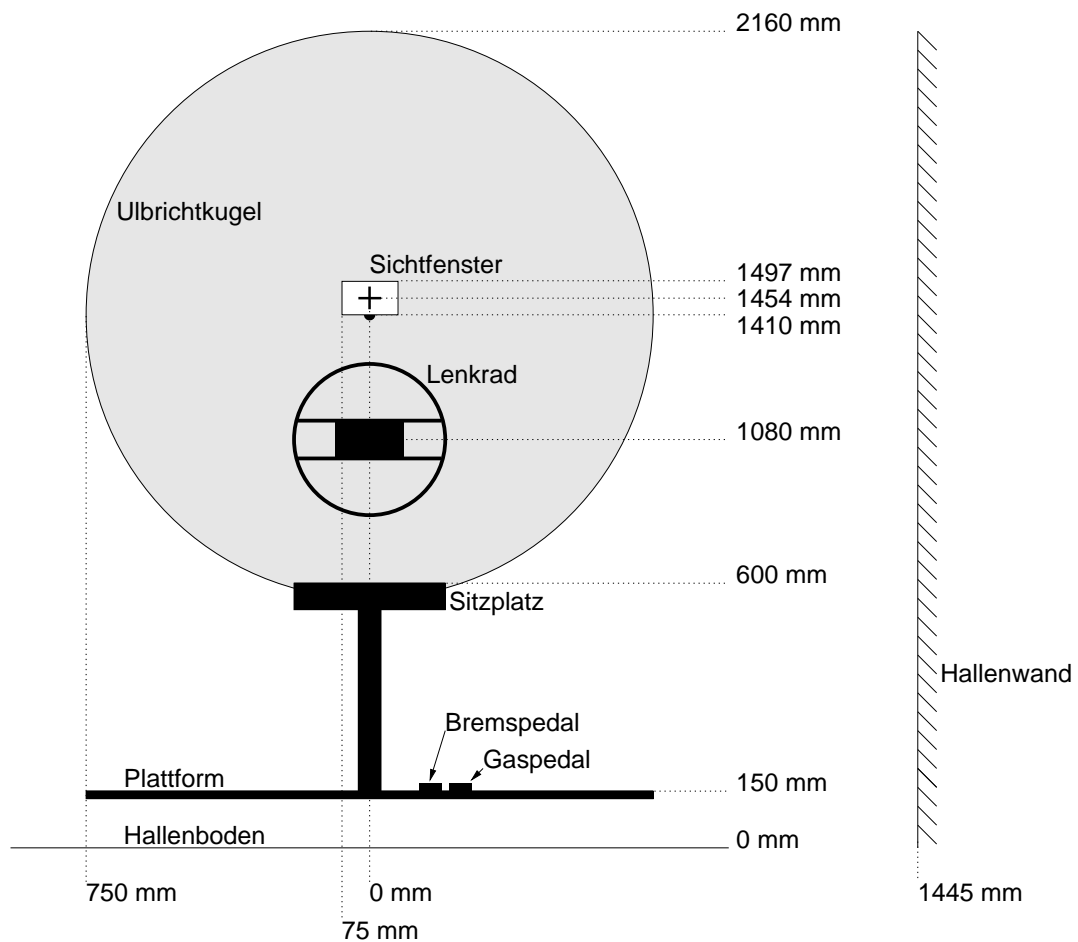 2160 mm
Ulbrichtkugel
Sichtfenster
1497 mm
1454 mm
1410 mm
Lenkrad
1080 mm
600 mm
Sitzplatz
Hallenwand
Bremspedal
Gaspedal
Plattform
150 mm
Hallenboden
0 mm
750 mm
0 mm
1445 mm
75 mm